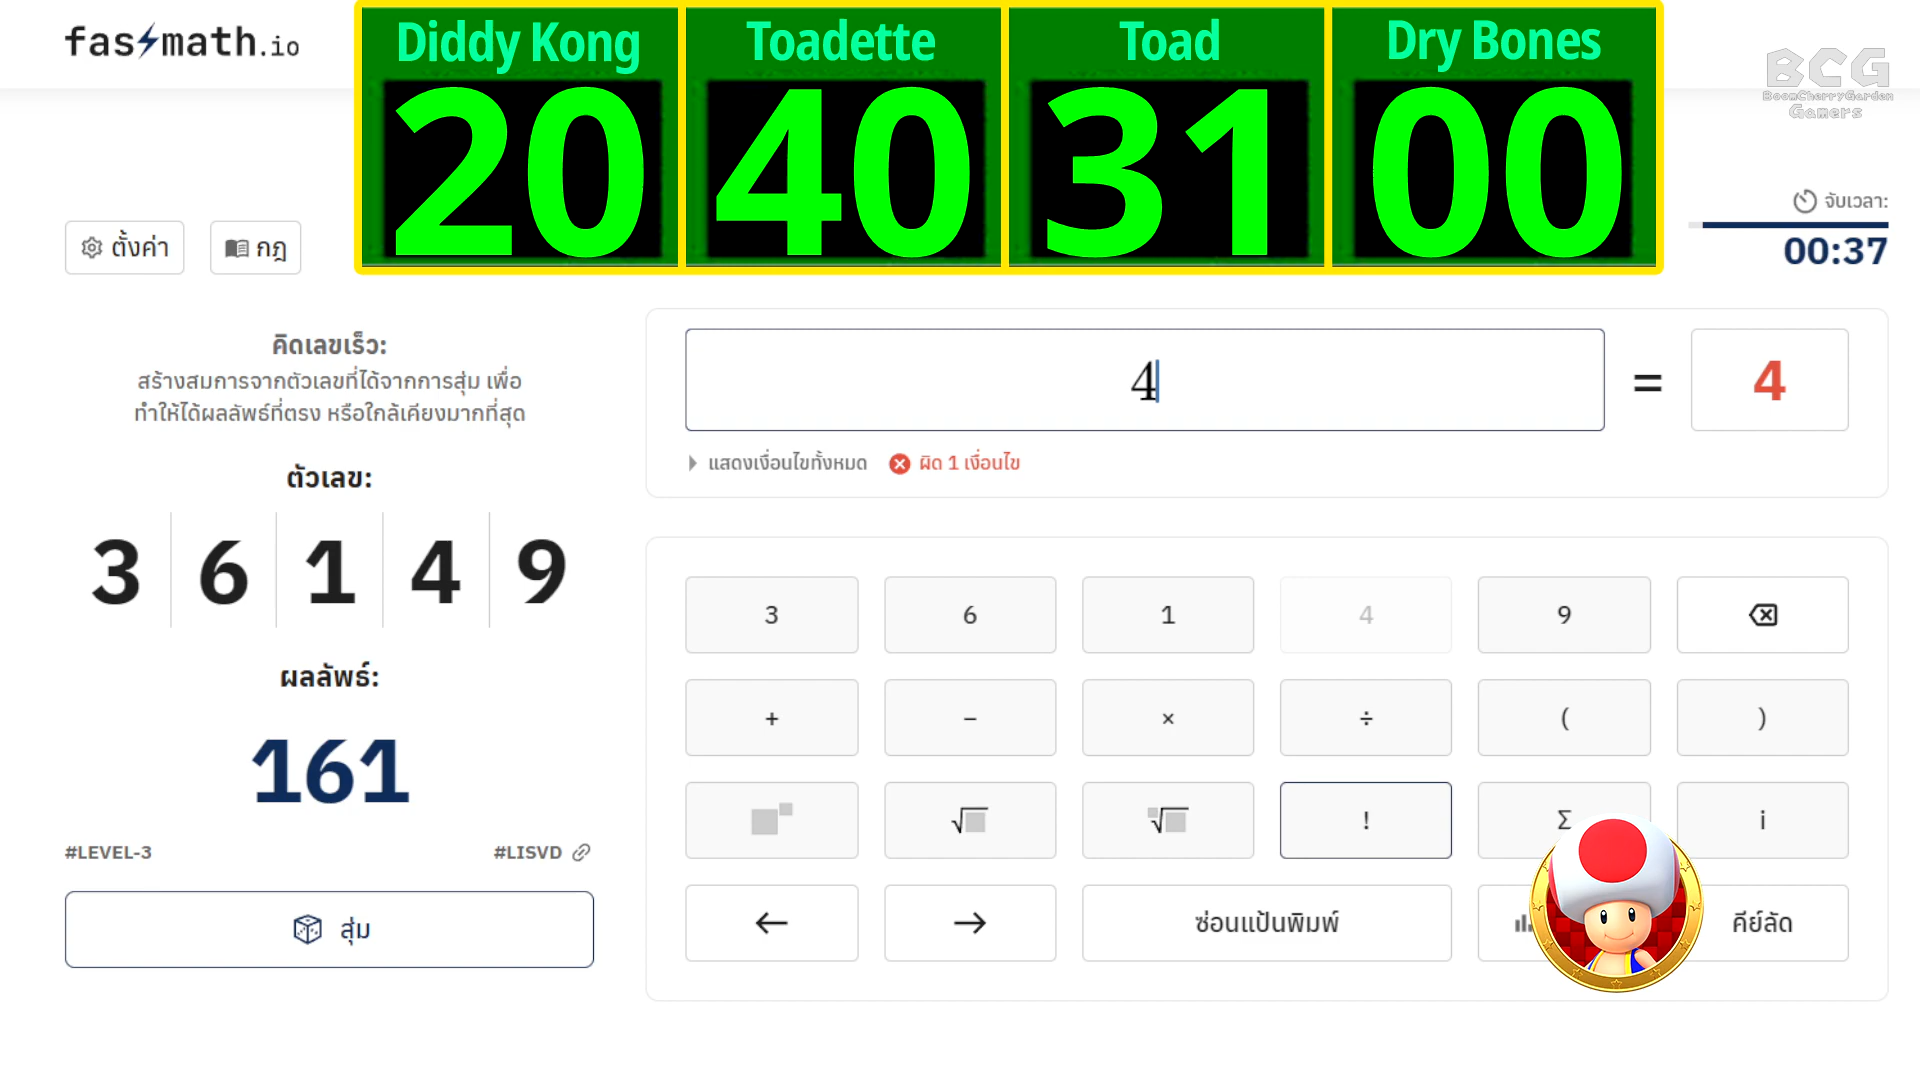 fastmath.io
Diddy Kong
Toadette
Toad
Dry Bones
20
40
31
00
BCG
BoomCherryGarden
Gamers
ตั้งค่า
กฎ
จับเวลา:
00:37
คิดเลขเร็ว:
สร้างสมการจากตัวเลขที่ได้จากการสุ่ม เพื่อ
ทำให้ได้ผลลัพธ์ที่ตรง หรือใกล้เคียงมากที่สุด
4
=
4
แสดงเงื่อนไขทั้งหมด
ผิด 1 เงื่อนไข
ตัวเลข:
3 6 1 4 9
ผลลัพธ์:
161
#LEVEL-3
#LISVD
สุ่ม
3 6 1 4 9
+ − × ÷ ( )
√ √ ! Σ i
← →
ซ่อนแป้นพิมพ์
คีย์ลัด